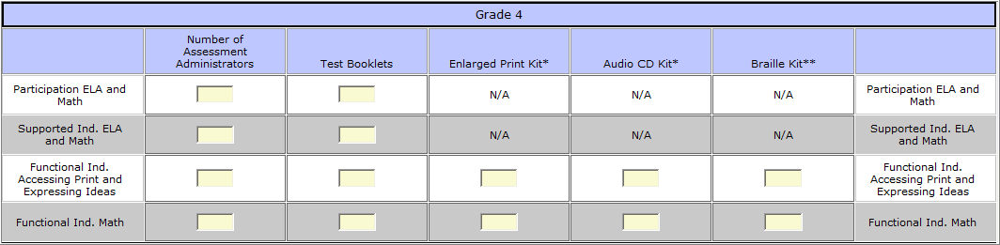 Grade 4
Number of
Assessment
Administrators
Test Booklets
Enlarged Print Kit*
Audio CD Kit*
Braille Kit**
Participation ELA and
Math
N/A
N/A
N/A
Participation ELA and
Math
Supported Ind. ELA
and Math
N/A
N/A
N/A
Supported Ind. ELA
and Math
Functional Ind.
Accessing Print and
Expressing Ideas
Functional Ind.
Accessing Print and
Expressing Ideas
Functional Ind. Math
Functional Ind. Math